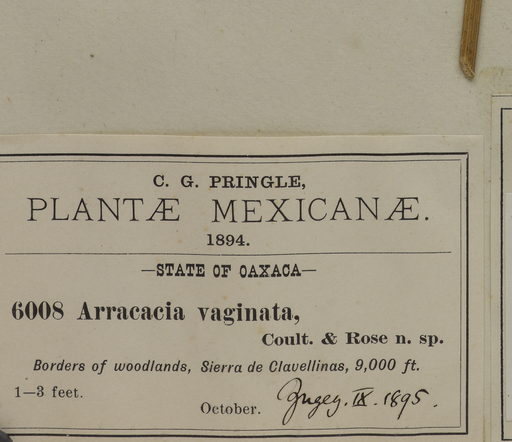 C. G. PRINGLE,
PLANTÆ MEXICANÆ.
1894.
—STATE OF OAXACA—
6008 Arracacia vaginata,
Coult. & Rose n. sp.
Borders of woodlands, Sierra de Clavellinas, 9,000 ft.
1—3 feet.
October. IX. 1895.